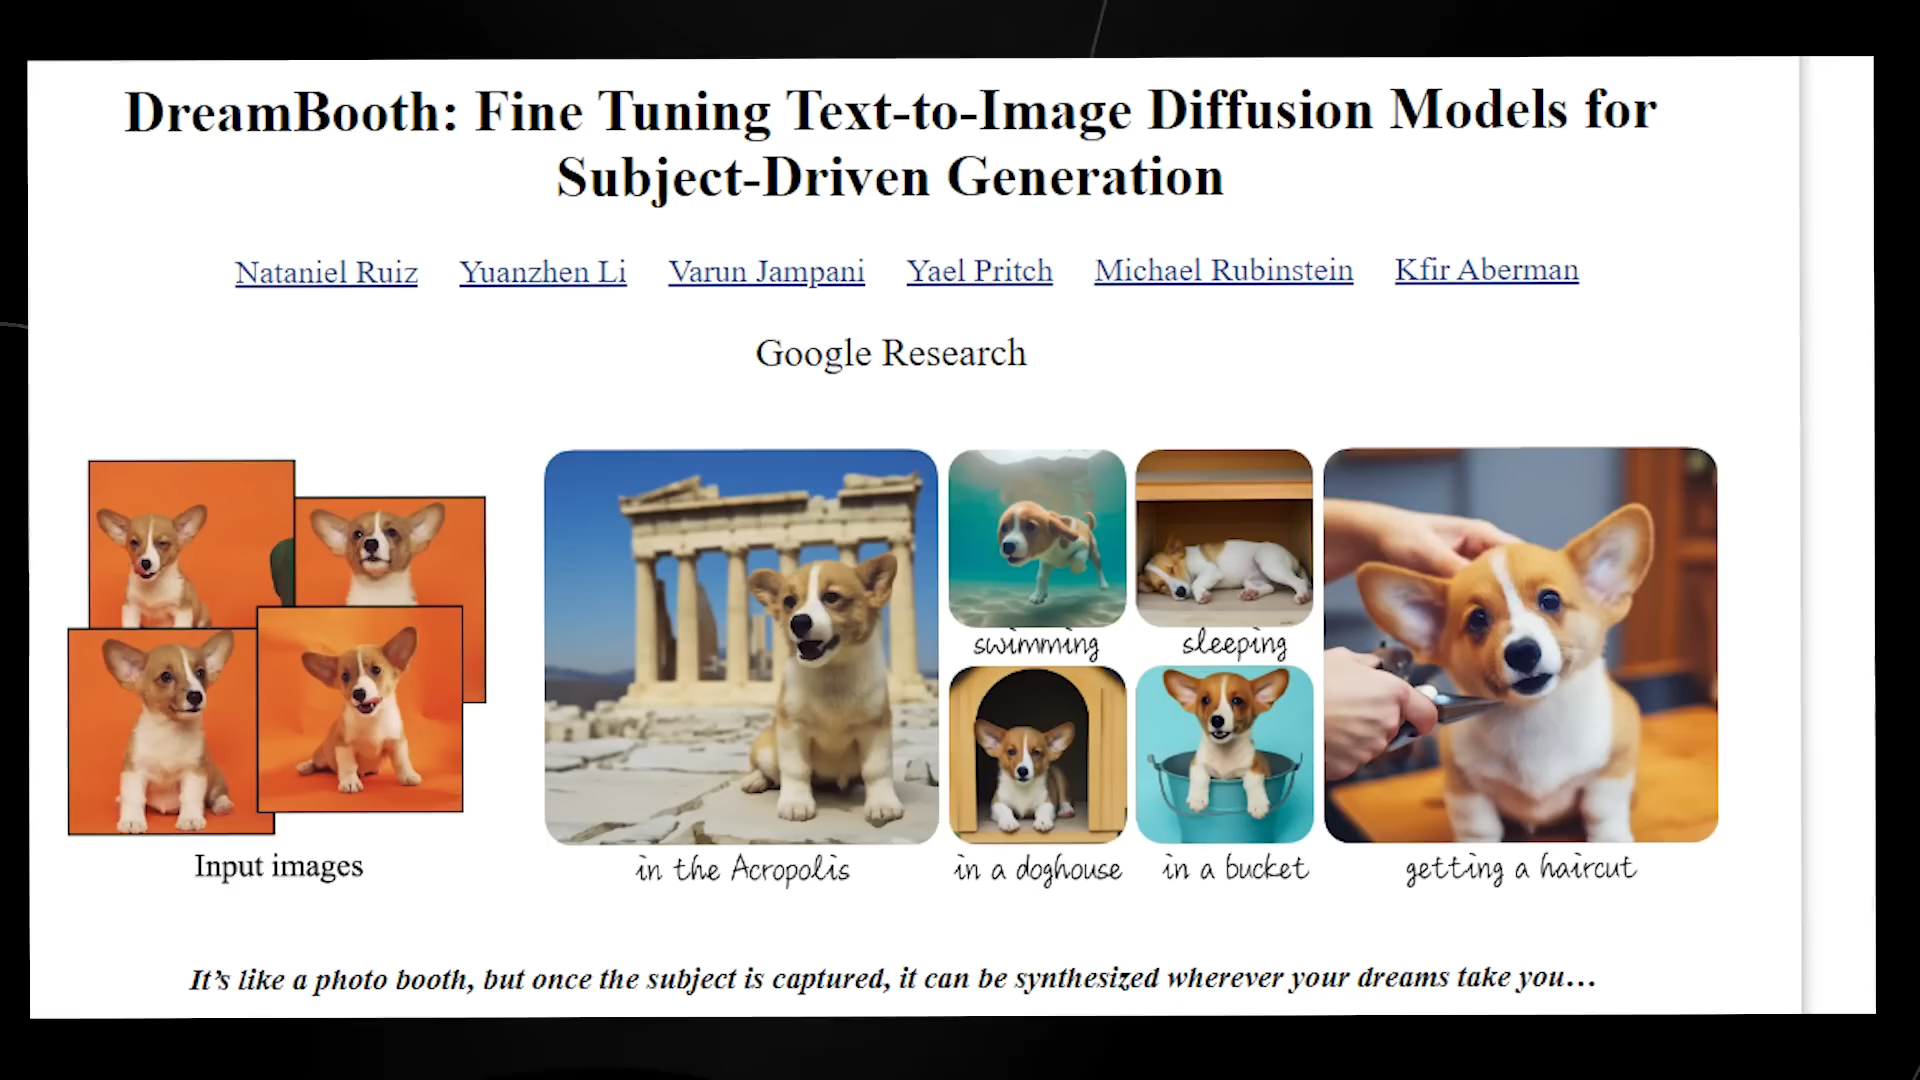 DreamBooth: Fine Tuning Text-to-Image Diffusion Models for
Subject-Driven Generation
Nataniel Ruiz Yuanzhen Li Varun Jampani Yael Pritch Michael Rubinstein Kfir Aberman
Google Research
swimming sleeping
Input images in the Acropolis in a doghouse in a bucket getting a haircut
It's like a photo booth, but once the subject is captured, it can be synthesized wherever your dreams take you…